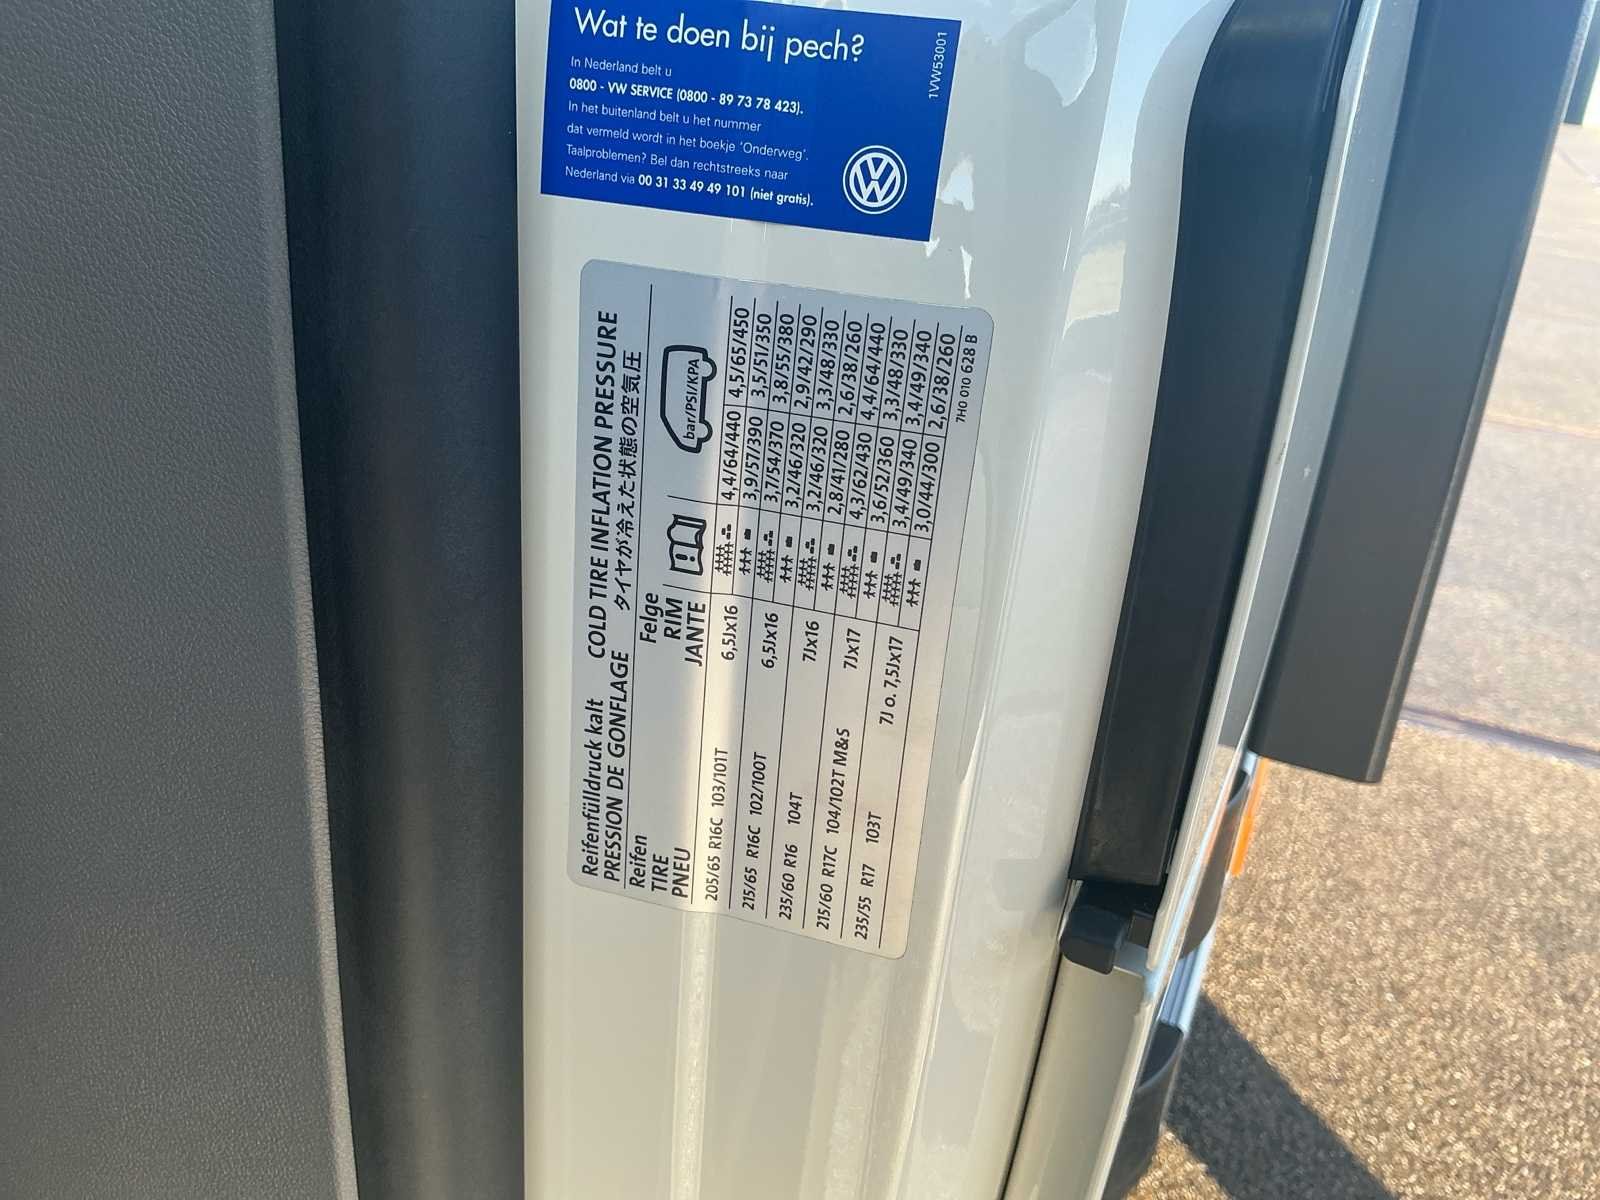 Wat te doen bij pech?
In Nederland belt u
0800 - VW SERVICE (0800 - 89 73 78 423).
In het buitenland belt u het nummer
dat vermeld wordt in het boekje 'Onderweg'.
Taalproblemen? Bel dan rechtstreeks naar
Nederland via 00 31 33 49 49 101 (niet gratis).
1VW53001
Reifenfülldruck kalt COLD TIRE INFLATION PRESSURE
PRESSION DE GONFLAGE タイヤが冷えた状態の空気圧
Reifen Felge
TIRE RIM
PNEU JANTE
bar/PSI/KPA
205/65 R16C 103/101T 6,5Jx16 4,4/64/440 4,5/65/450
3,9/57/390 3,5/51/350
215/65 R16C 102/100T 6,5Jx16 3,7/54/370 3,8/55/380
3,2/46/320 2,9/42/290
235/60 R16 104T 7Jx16 3,2/46/320 3,3/48/330
2,8/41/280 2,6/38/260
215/60 R17C 104/102T M&S 7Jx17 4,3/62/430 4,4/64/440
3,6/52/360 3,3/48/330
235/55 R17 103T 7J o. 7,5Jx17 3,4/49/340 3,4/49/340
3,0/44/300 2,6/38/260
7H0 010 628 B